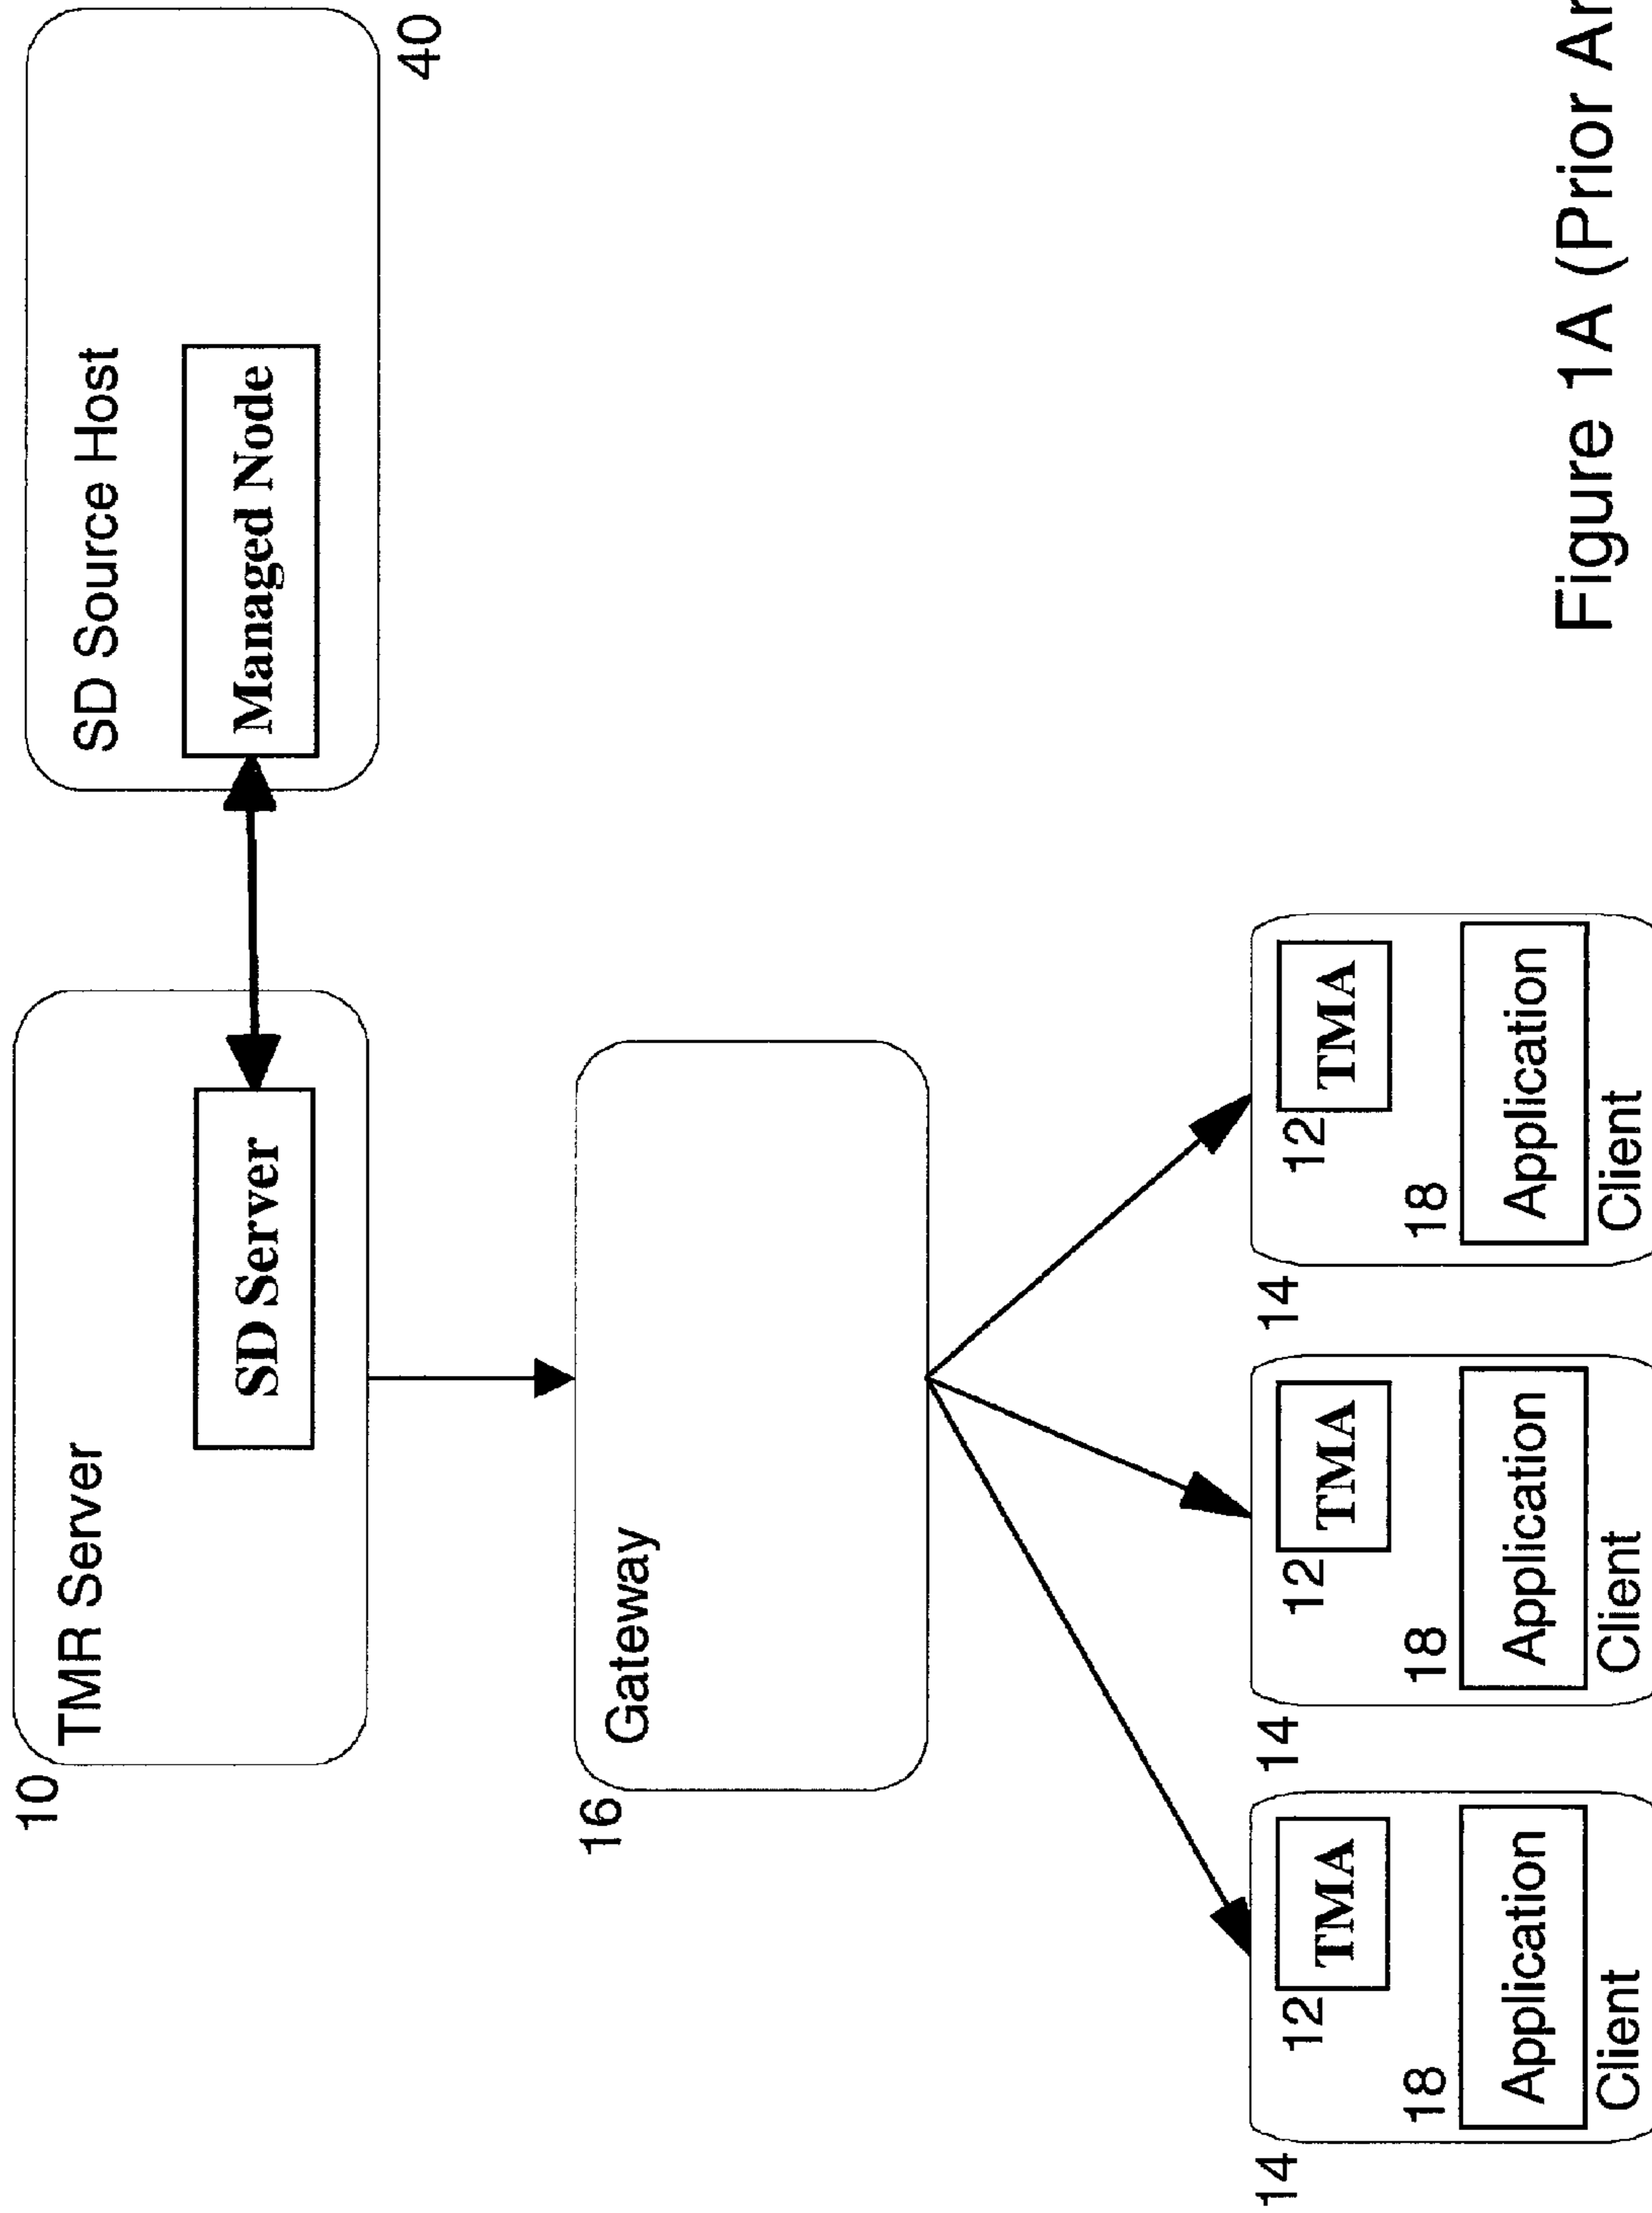 10
TMR Server
SD Server
SD Source Host
Managed Node
40
16
Gateway
14
12
TMA
18
Application
Client
14
12
TMA
18
Application
Client
14
12
TMA
18
Application
Client
Figure 1A (Prior